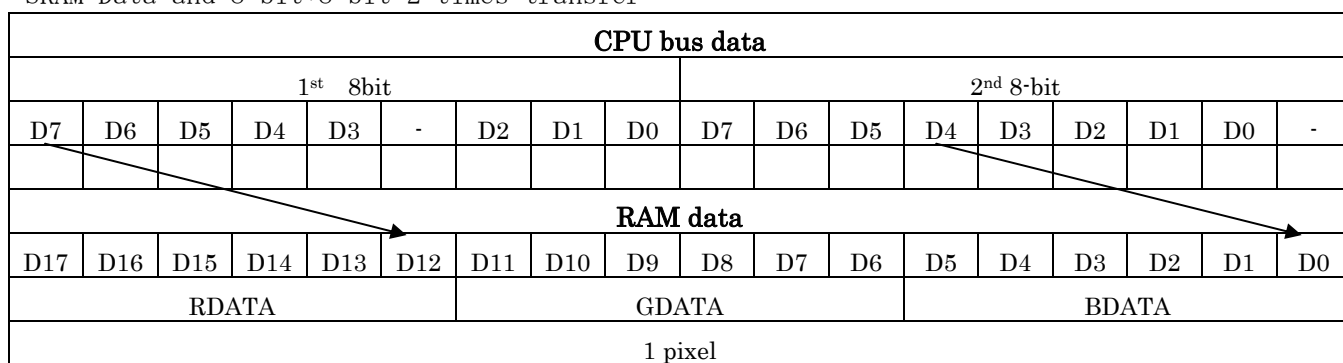 SRAM Data and 8-bit+8-bit 2 times transfer
CPU bus data
1st 8bit 2nd 8-bit
D7 D6 D5 D4 D3 - D2 D1 D0 D7 D6 D5 D4 D3 D2 D1 D0 -
RAM data
D17 D16 D15 D14 D13 D12 D11 D10 D9 D8 D7 D6 D5 D4 D3 D2 D1 D0
RDATA GDATA BDATA
1 pixel